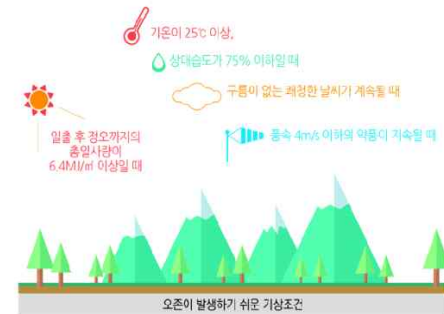 기온이 25℃ 이상,
상대습도가 75% 이하일 때
구름이 없는 쾌청한 날씨가 계속될 때
일출 후 정오까지의
총일사량이
6.4MJ/㎡ 이상일 때
풍속 4m/s 이하의 약풍이 지속될 때
오존이 발생하기 쉬운 기상조건